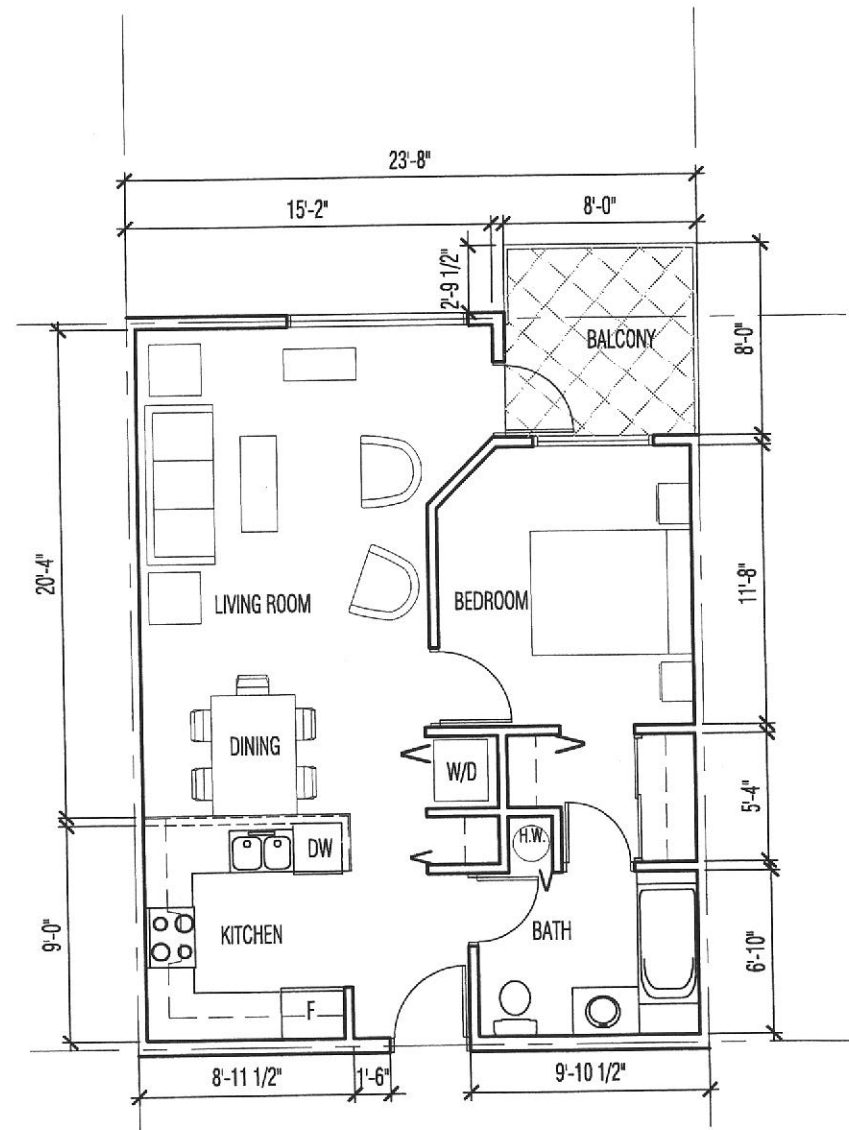 23'-8"
15'-2"
8'-0"
2'-9 1/2"
BALCONY
8'-0"
20'-4"
LIVING ROOM
BEDROOM
11'-8"
DINING
W/D
5'-4"
DW
H.W.
9'-0"
KITCHEN
BATH
6'-10"
F
8'-11 1/2"
1'-6"
9'-10 1/2"